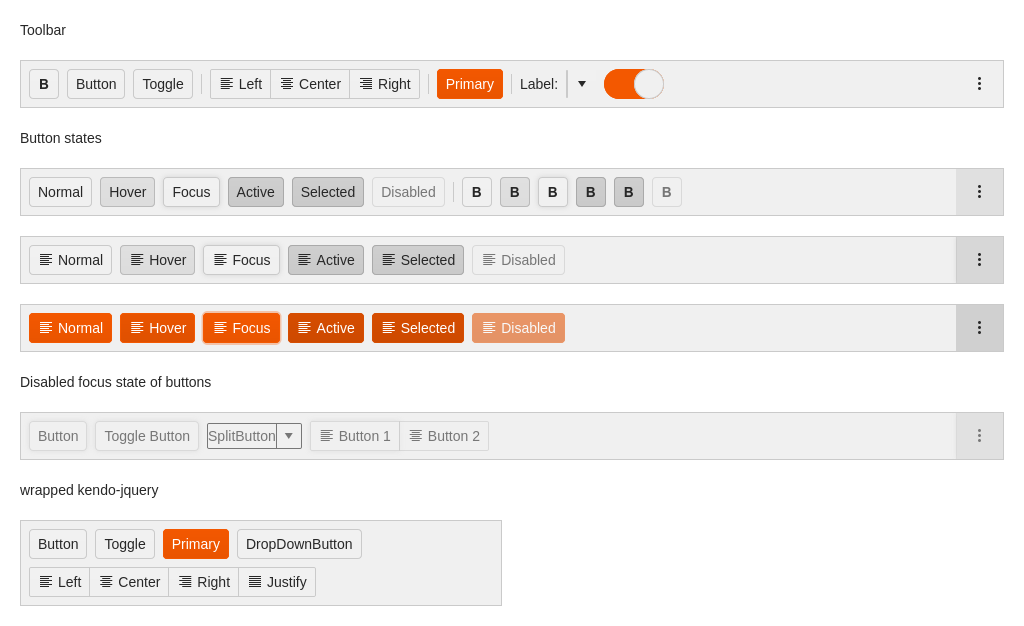 Toolbar
B Button Toggle Left Center Right Primary Label:
Button states
Normal Hover Focus Active Selected Disabled B B B B B B
Normal Hover Focus Active Selected Disabled
Normal Hover Focus Active Selected Disabled
Disabled focus state of buttons
Button Toggle Button SplitButton Button 1 Button 2
wrapped kendo-jquery
Button Toggle Primary DropDownButton
Left Center Right Justify